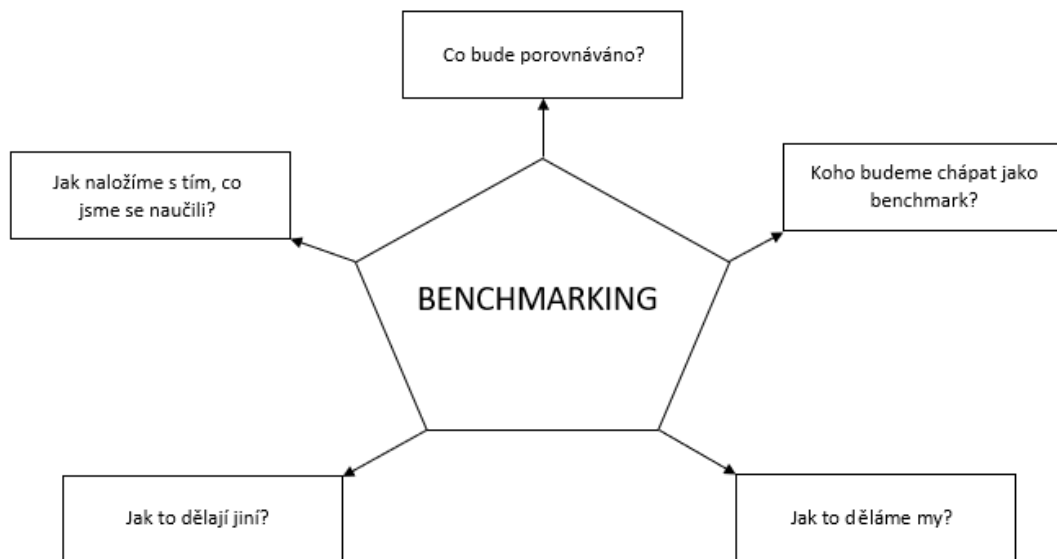 Co bude porovnáváno?
Jak naložíme s tím, co
jsme se naučili?
Koho budeme chápat jako
benchmark?
BENCHMARKING
Jak to dělají jiní?
Jak to děláme my?